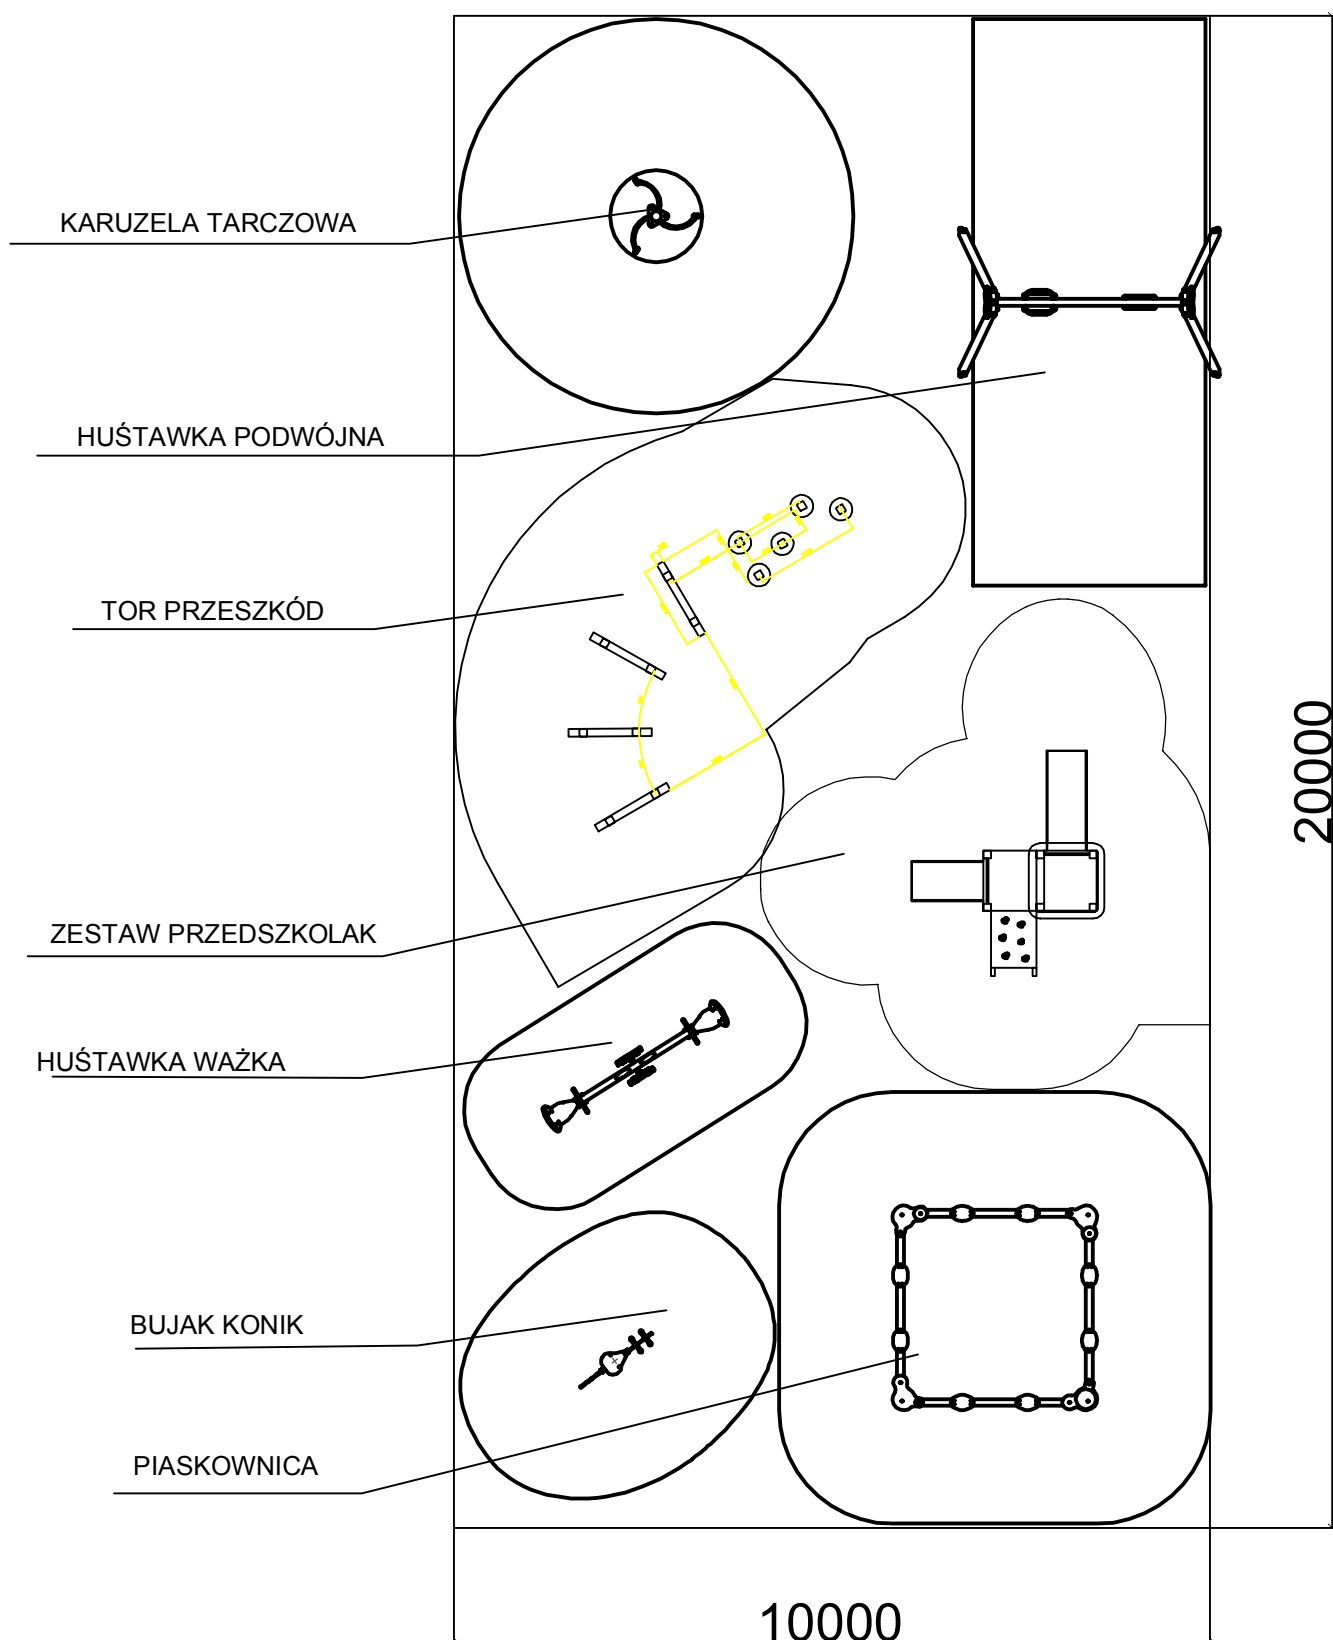 KARUZELA TARCZOWA
HUŚTAWKA PODWÓJNA
TOR PRZESZKÓD
20000
ZESTAW PRZEDSZKOLAK
HUŚTAWKA WAŻKA
BUJAK KONIK
PIASKOWNICA
10000